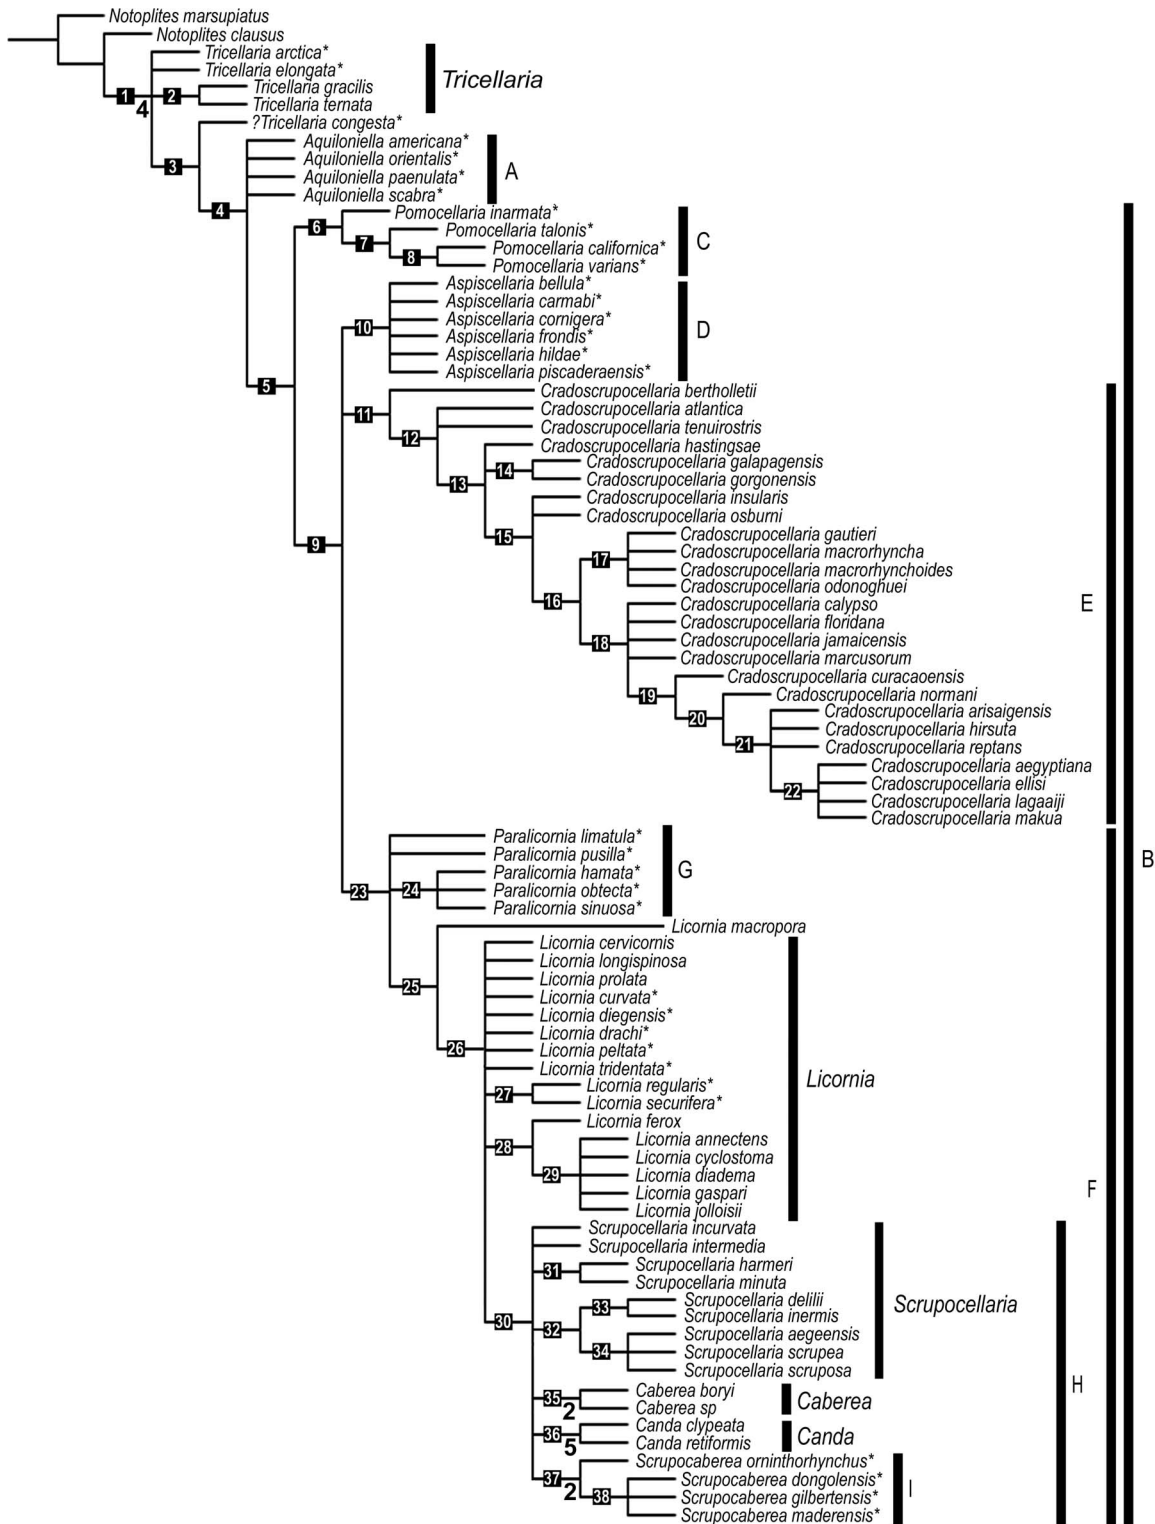 Notoplites marsupiatus
Notoplites clausus
Tricellaria arctica*
Tricellaria elongata*
Tricellaria
1
2
Tricellaria gracilis
4
Tricellaria ternata
?Tricellaria congesta*
Aquiloniella americana*
Aquiloniella orientalis*
3
A
Aquiloniella paenulata*
Aquiloniella scabra*
4
Pomocellaria inarmata*
6
Pomocellaria talonis*
7
C
Pomocellaria californica*
8
Pomocellaria varians*
Aspiscellaria bellula*
Aspiscellaria carmabi*
Aspiscellaria cornigera*
10
D
Aspiscellaria frondis*
Aspiscellaria hildae*
Aspiscellaria piscaderaensis*
5
Cradoscrupocellaria bertholletii
11
Cradoscrupocellaria atlantica
Cradoscrupocellaria tenuirostris
12
Cradoscrupocellaria hastingsae
Cradoscrupocellaria galapagensis
14
Cradoscrupocellaria gorgonensis
13
Cradoscrupocellaria insularis
Cradoscrupocellaria osburni
15
Cradoscrupocellaria gautieri
9
Cradoscrupocellaria macrorhyncha
17
Cradoscrupocellaria macrorhynchoides
Cradoscrupocellaria odonoghuei
16
Cradoscrupocellaria calypso
E
Cradoscrupocellaria floridana
Cradoscrupocellaria jamaicensis
18
Cradoscrupocellaria marcusorum
Cradoscrupocellaria curacaoensis
19
Cradoscrupocellaria normani
20
Cradoscrupocellaria arisaigensis
Cradoscrupocellaria hirsuta
21
Cradoscrupocellaria reptans
Cradoscrupocellaria aegyptiana
Cradoscrupocellaria ellisi
22
Cradoscrupocellaria lagaaiji
Cradoscrupocellaria makua
Paralicornia limatula*
Paralicornia pusilla*
B
Paralicornia hamata*
G
23
24
Paralicornia obtecta*
Paralicornia sinuosa*
Licornia macropora
Licornia cervicornis
Licornia longispinosa
Licornia prolata
25
Licornia curvata*
Licornia diegensis*
Licornia drachi*
26
Licornia peltata*
Licornia tridentata*
Licornia
Licornia regularis*
27
Licornia securifera*
Licornia ferox
Licornia annectens
28
Licornia cyclostoma
29
Licornia diadema
Licornia gaspari
F
Licornia jolloisii
Scrupocellaria incurvata
Scrupocellaria intermedia
Scrupocellaria harmeri
31
Scrupocellaria minuta
Scrupocellaria delilii
33
Scrupocellaria
Scrupocellaria inermis
30
32
Scrupocellaria aegeensis
34
Scrupocellaria scrupea
Scrupocellaria scruposa
H
Caberea boryi
35
2
Caberea
Caberea sp
Canda clypeata
36
5
Canda
Canda retiformis
Scrupocaberea orninthorhynchus*
37
2
Scrupocaberea dongolensis*
I
38
Scrupocaberea gilbertensis*
Scrupocaberea maderensis*